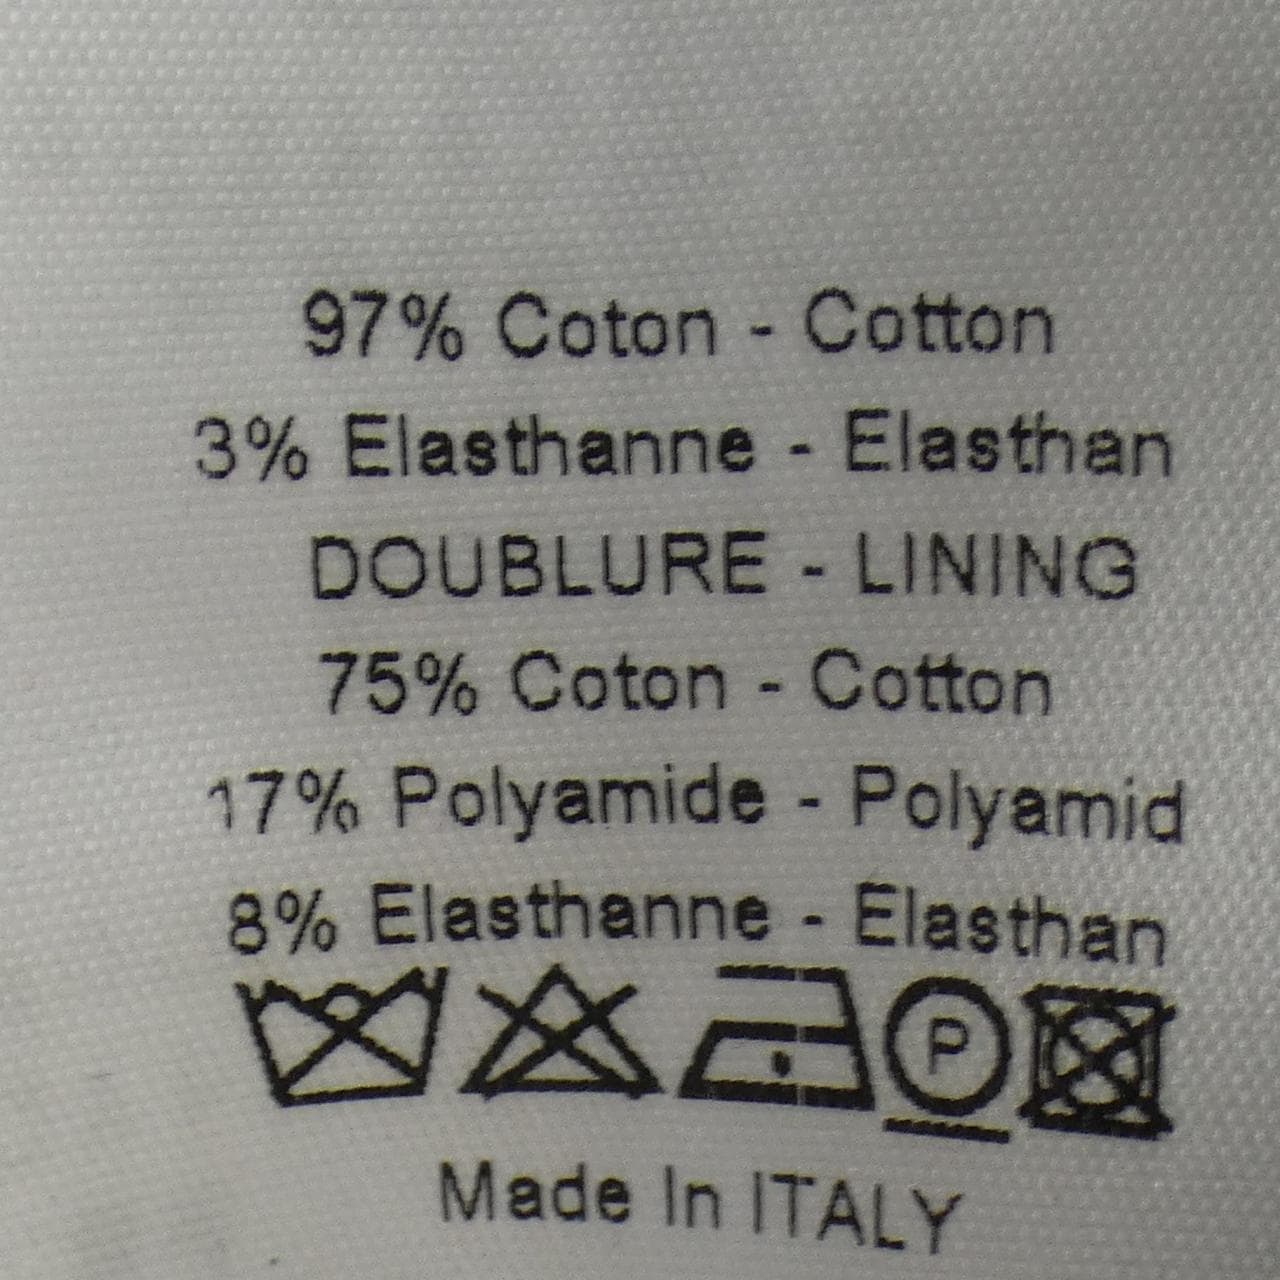 97% Coton - Cotton
3% Elasthanne - Elasthan
DOUBLURE - LINING
75% Coton - Cotton
17% Polyamide - Polyamid
8% Elasthanne - Elasthan
P
Made In ITALY